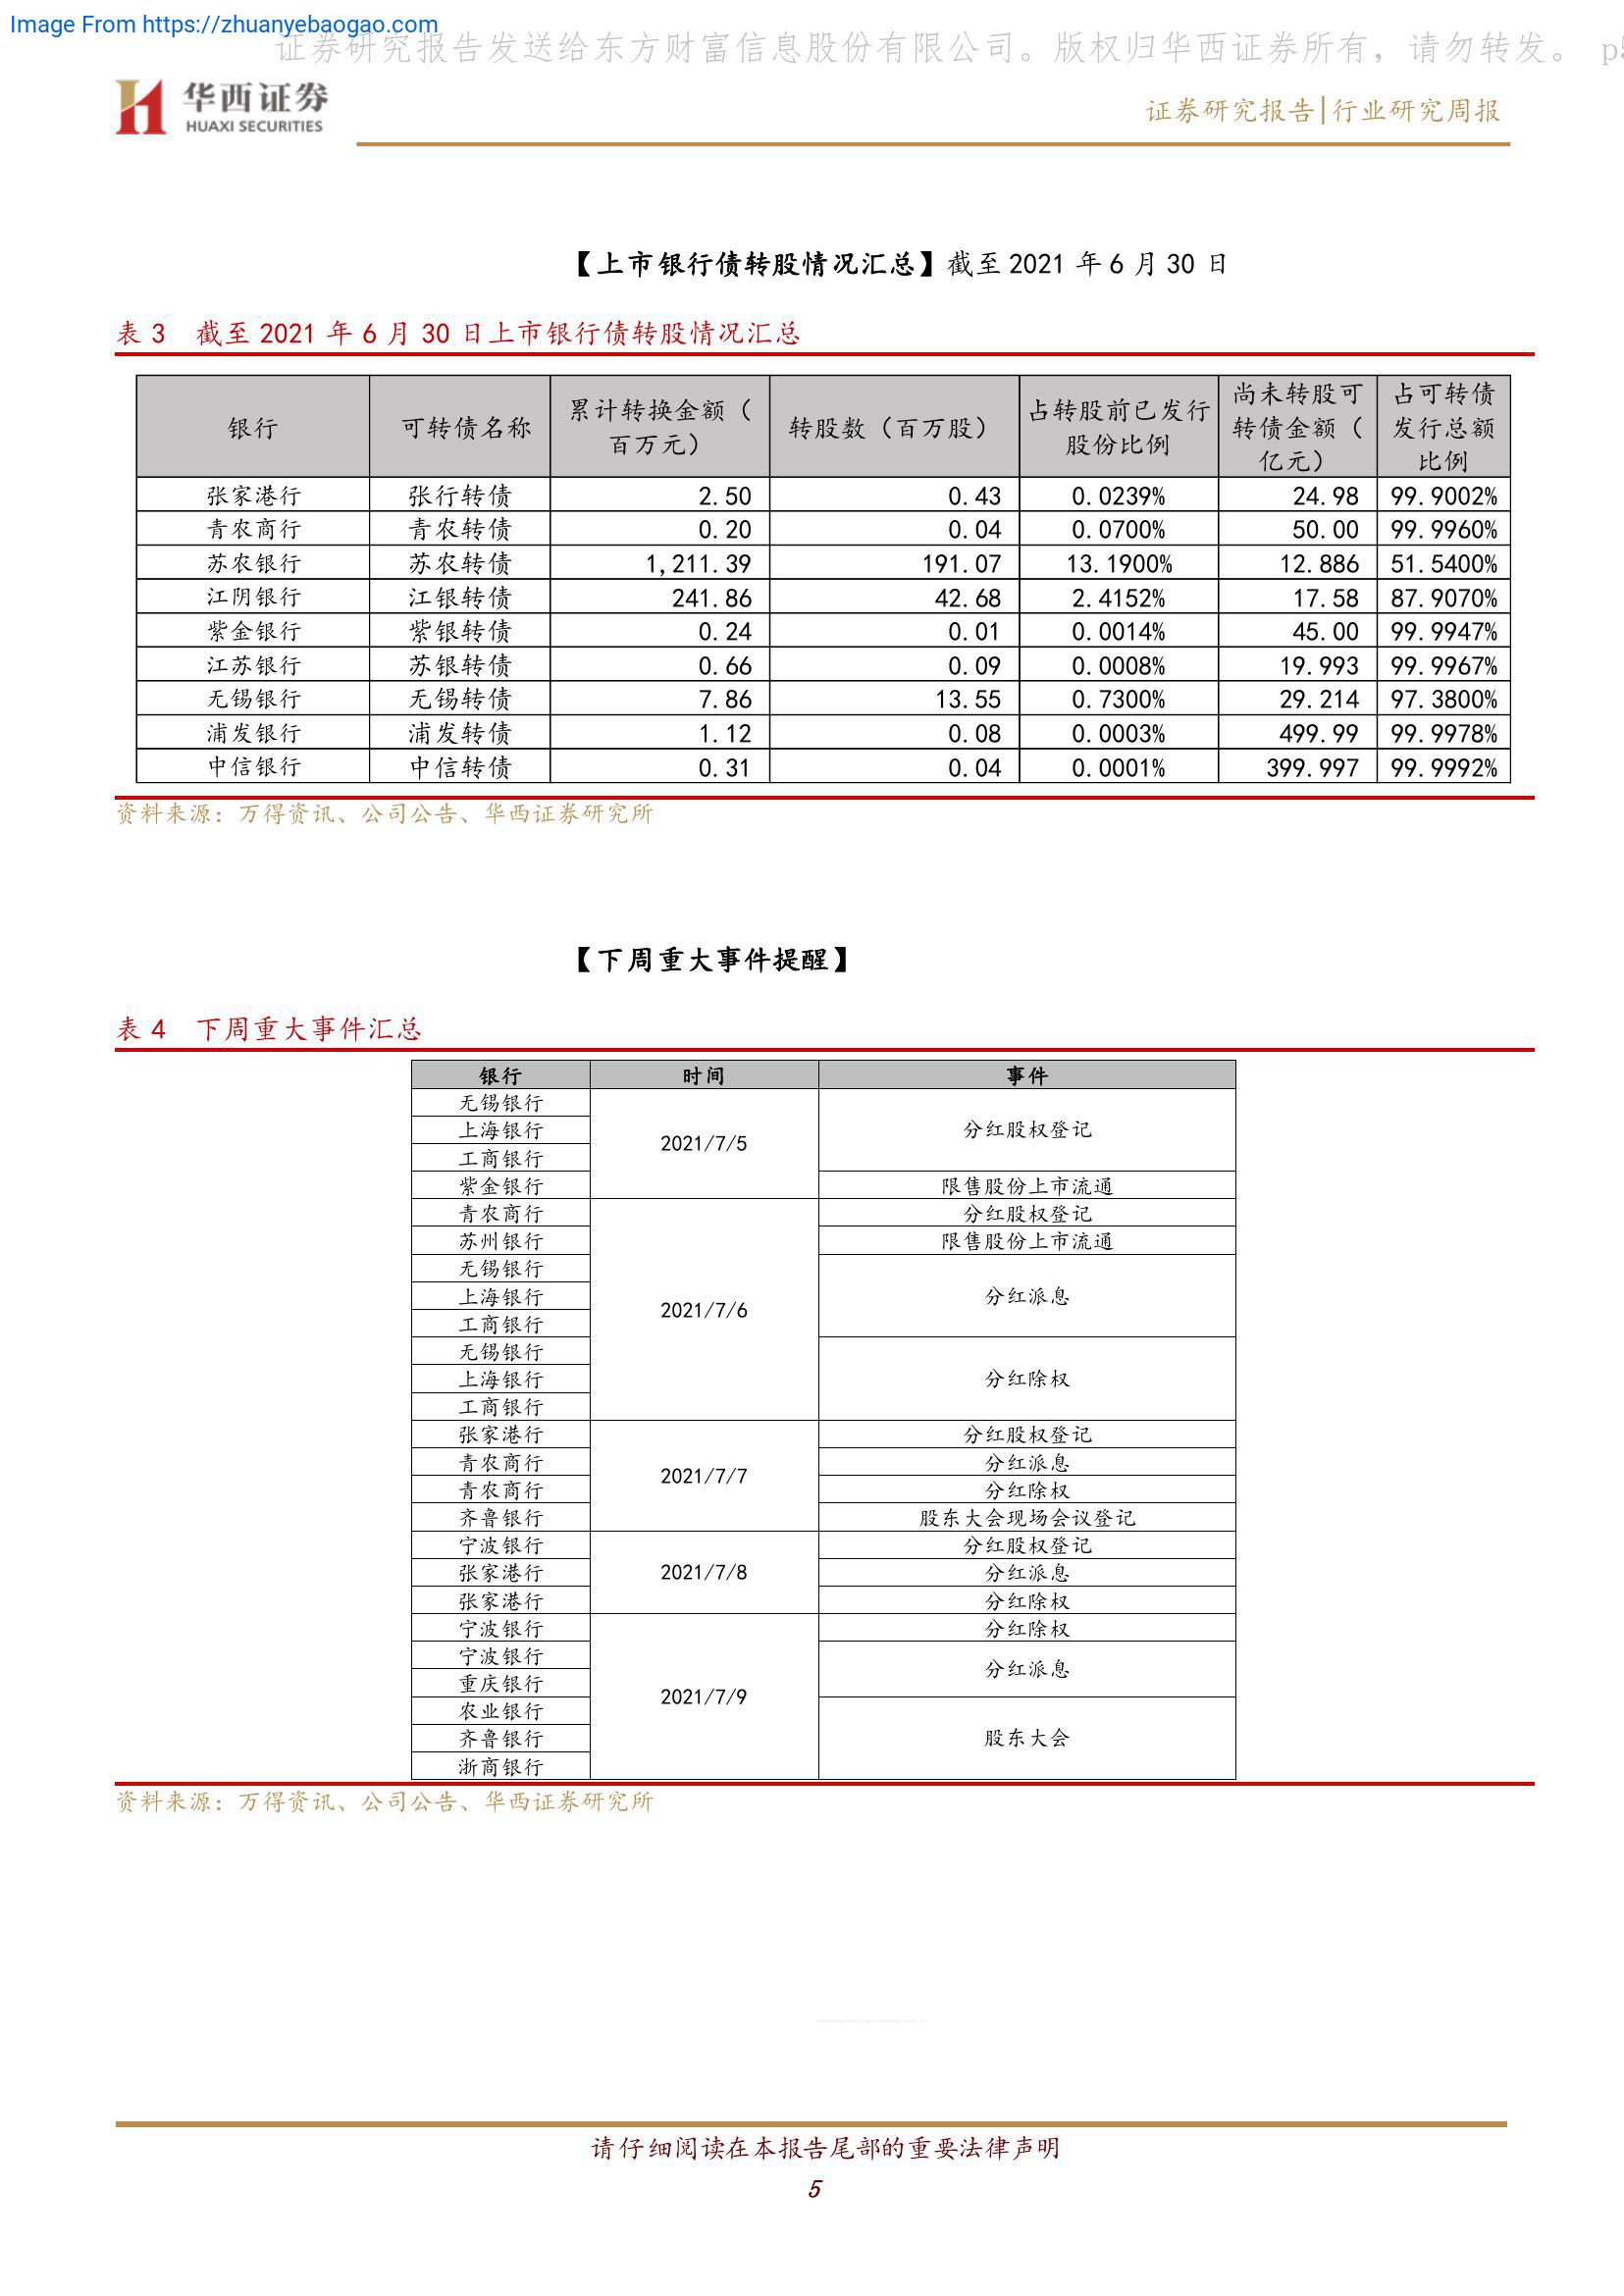 Image From https://zhuanyebaogao.com
证券研究报告发送给东方财富信息股份有限公司。版权归华西证券所有，请勿转发。 p5
华西证券
HUAXI SECURITIES
证券研究报告|行业研究周报
【上市银行债转股情况汇总】截至 2021 年 6 月 30 日
表 3 截至 2021 年 6 月 30 日上市银行债转股情况汇总
银行 可转债名称 累计转换金额（百万元） 转股数（百万股） 占转股前已发行股份比例 尚未转股可转债金额（亿元） 占可转债发行总额比例
张家港行 张行转债 2.50 0.43 0.0239% 24.98 99.9002%
青农商行 青农转债 0.20 0.04 0.0700% 50.00 99.9960%
苏农银行 苏农转债 1,211.39 191.07 13.1900% 12.886 51.5400%
江阴银行 江银转债 241.86 42.68 2.4152% 17.58 87.9070%
紫金银行 紫银转债 0.24 0.01 0.0014% 45.00 99.9947%
江苏银行 苏银转债 0.66 0.09 0.0008% 19.993 99.9967%
无锡银行 无锡转债 7.86 13.55 0.7300% 29.214 97.3800%
浦发银行 浦发转债 1.12 0.08 0.0003% 499.99 99.9978%
中信银行 中信转债 0.31 0.04 0.0001% 399.997 99.9992%
资料来源：万得资讯、公司公告、华西证券研究所
【下周重大事件提醒】
表 4 下周重大事件汇总
银行 时间 事件
无锡银行
上海银行 2021/7/5 分红股权登记
工商银行
紫金银行 限售股份上市流通
青农商行 分红股权登记
苏州银行 限售股份上市流通
无锡银行
上海银行 2021/7/6 分红派息
工商银行
无锡银行
上海银行 分红除权
工商银行
张家港行 分红股权登记
青农商行 2021/7/7 分红派息
青农商行 分红除权
齐鲁银行 股东大会现场会议登记
宁波银行 分红股权登记
张家港行 2021/7/8 分红派息
张家港行 分红除权
宁波银行 分红除权
宁波银行 分红派息
重庆银行 2021/7/9
农业银行
齐鲁银行 股东大会
浙商银行
资料来源：万得资讯、公司公告、华西证券研究所
请仔细阅读在本报告尾部的重要法律声明
5